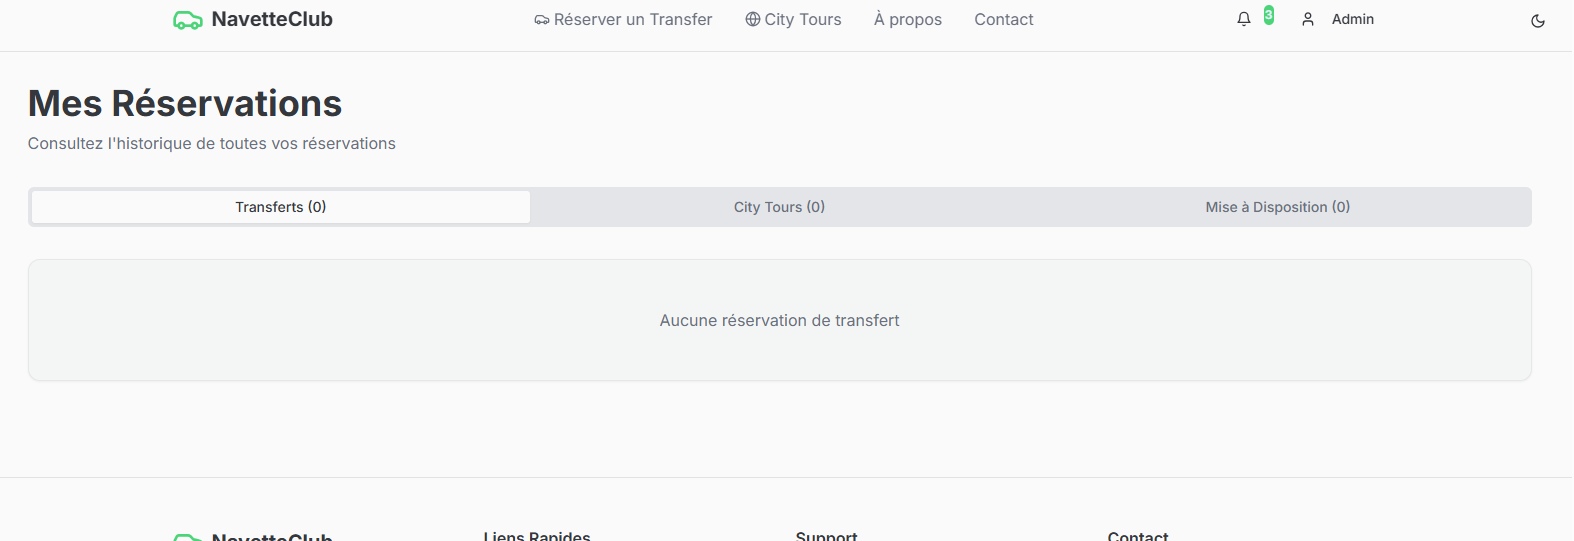 NavetteClub
Réserver un Transfer
City Tours
À propos
Contact
3
Admin
Mes Réservations
Consultez l'historique de toutes vos réservations
Transferts (0)
City Tours (0)
Mise à Disposition (0)
Aucune réservation de transfert
NavetteClub
Liens Rapides
Support
Contact